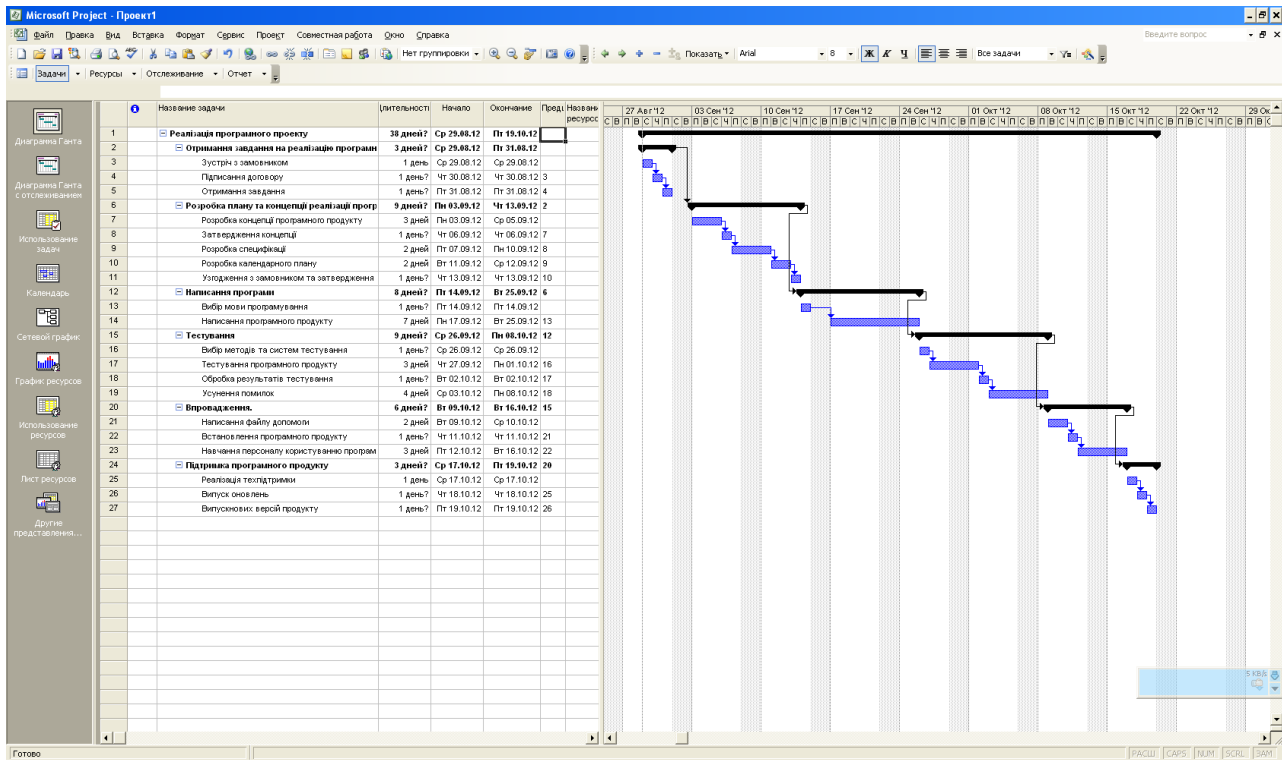 Microsoft Project - Проект1
Файл Правка Вид Вставка Формат Сервис Проект Совместная работа Окно Справка Введите вопрос
Нет группировки Показать Arial 8 Ж К Ч Все задачи
Задачи Ресурсы Отслеживание Отчет
Название задачи Длительность Начало Окончание Предш Названи ресурсс 27 Авг '12 03 Сен '12 10 Сен '12 17 Сен '12 24 Сен '12 01 Окт '12 08 Окт '12 15 Окт '12 22 Окт '12 29 Ок
С В П В С Ч П С В П В С Ч П С В П В С Ч П С В П В С Ч П С В П В С Ч П С В П В С Ч П С В П В С Ч П С В П В С Ч П С В П В С Ч П С В П В С
1 Реалізація програмного проекту 38 дней? Ср 29.08.12 Пт 19.10.12
2 Отримання завдання на реалізацію програми 3 дней? Ср 29.08.12 Пт 31.08.12
3 Зустріч з замовником 1 день Ср 29.08.12 Ср 29.08.12
4 Підписання договору 1 день? Чт 30.08.12 Чт 30.08.12 3
5 Отримання завдання 1 день? Пт 31.08.12 Пт 31.08.12 4
6 Розробка плану та концепції реалізації прогр 9 дней? Пн 03.09.12 Чт 13.09.12 2
7 Розробка концепції програмного продукту 3 дней Пн 03.09.12 Ср 05.09.12
8 Затвердження концепції 1 день? Чт 06.09.12 Чт 06.09.12 7
9 Розробка специфікації 2 дней Пт 07.09.12 Пн 10.09.12 8
10 Розробка календарного плану 2 дней Вт 11.09.12 Ср 12.09.12 9
11 Узгодження з замовником та затвердження 1 день? Чт 13.09.12 Чт 13.09.12 10
12 Написання програми 8 дней? Пт 14.09.12 Вт 25.09.12 6
13 Вибір мови програмування 1 день? Пт 14.09.12 Пт 14.09.12
14 Написання програмного продукту 7 дней Пн 17.09.12 Вт 25.09.12 13
15 Тестування 9 дней? Ср 26.09.12 Пн 08.10.12 12
16 Вибір методів та систем тестування 1 день? Ср 26.09.12 Ср 26.09.12
17 Тестування програмного продукту 3 дней Чт 27.09.12 Пн 01.10.12 16
18 Обробка результатів тестування 1 день? Вт 02.10.12 Вт 02.10.12 17
19 Усунення помилок 4 дней Ср 03.10.12 Пн 08.10.12 18
20 Впровадження. 6 дней? Вт 09.10.12 Вт 16.10.12 15
21 Написання файлу допомоги 2 дней Вт 09.10.12 Ср 10.10.12
22 Встановлення програмного продукту 1 день? Чт 11.10.12 Чт 11.10.12 21
23 Навчання персоналу користуванню програм 3 дней Пт 12.10.12 Вт 16.10.12 22
24 Підтримка програмного продукту 3 дней? Ср 17.10.12 Пт 19.10.12 20
25 Реалізація техпідтримки 1 день Ср 17.10.12 Ср 17.10.12
26 Випуск оновлень 1 день? Чт 18.10.12 Чт 18.10.12 25
27 Випускнових версій продукту 1 день? Пт 19.10.12 Пт 19.10.12 26
Диаграмма Ганта
Диаграмма Ганта
с отслеживанием
Использование
задач
Календарь
Сетевой график
График ресурсов
Использование
ресурсов
Лист ресурсов
Другие
представления...
5 KB/s
Готово РАСШ CAPS NUM SCRL ЗАМ